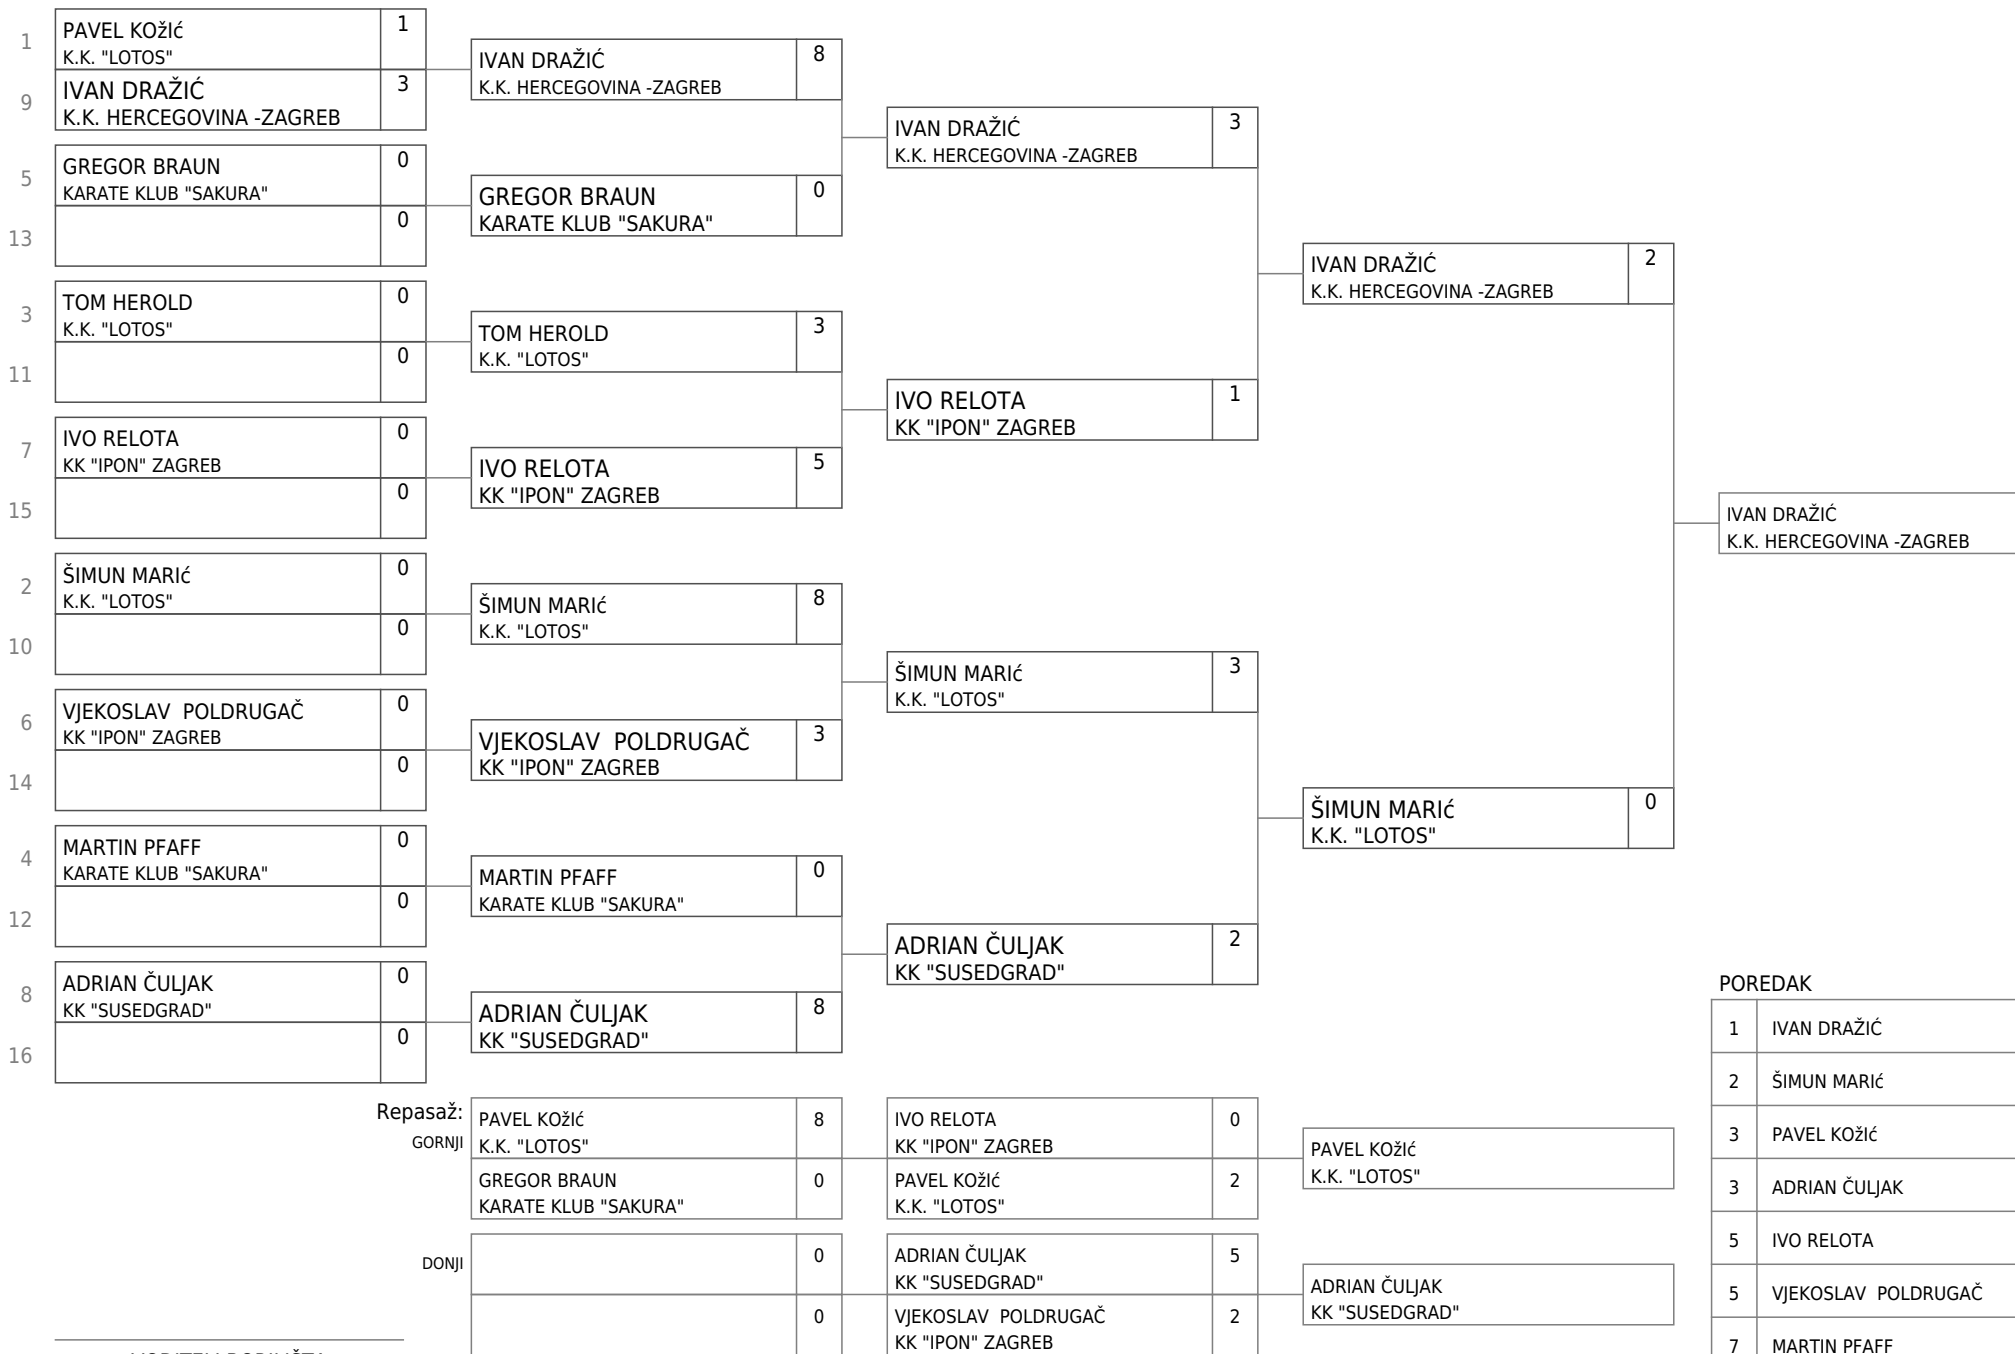 1
PAVEL KOžIć
K.K. "LOTOS"
1
9
IVAN DRAŽIĆ
K.K. HERCEGOVINA -ZAGREB
3
5
GREGOR BRAUN
KARATE KLUB "SAKURA"
0
13
0
3
TOM HEROLD
K.K. "LOTOS"
0
11
0
7
IVO RELOTA
KK "IPON" ZAGREB
0
15
0
2
ŠIMUN MARIć
K.K. "LOTOS"
0
10
0
6
VJEKOSLAV  POLDRUGAČ
KK "IPON" ZAGREB
0
14
0
4
MARTIN PFAFF
KARATE KLUB "SAKURA"
0
12
0
8
ADRIAN ČULJAK
KK "SUSEDGRAD"
0
16
0
IVAN DRAŽIĆ
K.K. HERCEGOVINA -ZAGREB
8
GREGOR BRAUN
KARATE KLUB "SAKURA"
0
TOM HEROLD
K.K. "LOTOS"
3
IVO RELOTA
KK "IPON" ZAGREB
5
ŠIMUN MARIć
K.K. "LOTOS"
8
VJEKOSLAV  POLDRUGAČ
KK "IPON" ZAGREB
3
MARTIN PFAFF
KARATE KLUB "SAKURA"
0
ADRIAN ČULJAK
KK "SUSEDGRAD"
8
IVAN DRAŽIĆ
K.K. HERCEGOVINA -ZAGREB
3
IVO RELOTA
KK "IPON" ZAGREB
1
ŠIMUN MARIć
K.K. "LOTOS"
3
ADRIAN ČULJAK
KK "SUSEDGRAD"
2
IVAN DRAŽIĆ
K.K. HERCEGOVINA -ZAGREB
2
ŠIMUN MARIć
K.K. "LOTOS"
0
IVAN DRAŽIĆ
K.K. HERCEGOVINA -ZAGREB
Repasaž:
GORNJI
PAVEL KOžIć
K.K. "LOTOS"
8
GREGOR BRAUN
KARATE KLUB "SAKURA"
0
IVO RELOTA
KK "IPON" ZAGREB
0
PAVEL KOžIć
K.K. "LOTOS"
2
PAVEL KOžIć
K.K. "LOTOS"
DONJI
0
0
ADRIAN ČULJAK
KK "SUSEDGRAD"
5
VJEKOSLAV  POLDRUGAČ
KK "IPON" ZAGREB
2
ADRIAN ČULJAK
KK "SUSEDGRAD"
POREDAK
1 IVAN DRAŽIĆ
2 ŠIMUN MARIć
3 PAVEL KOžIć
3 ADRIAN ČULJAK
5 IVO RELOTA
5 VJEKOSLAV  POLDRUGAČ
7 MARTIN PFAFF